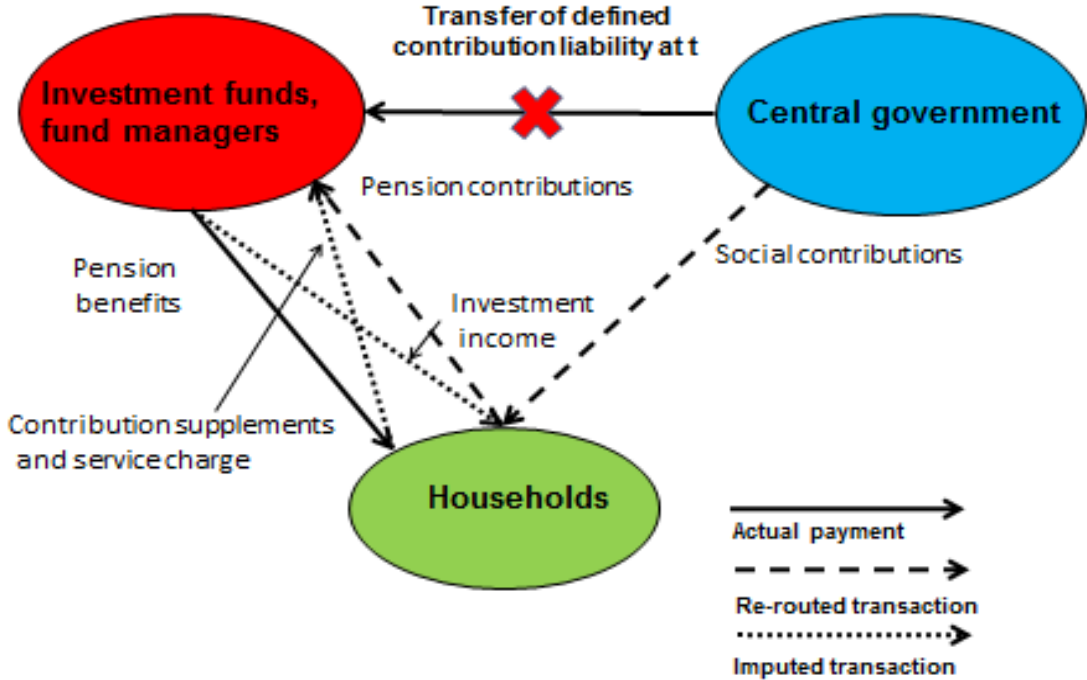 Transfer of defined
contribution liability at t
Investment funds,
fund managers
Central government
Pension contributions
Social contributions
Pension
benefits
Investment
income
Contribution supplements
and service charge
Households
Actual payment
Re-routed transaction
Imputed transaction